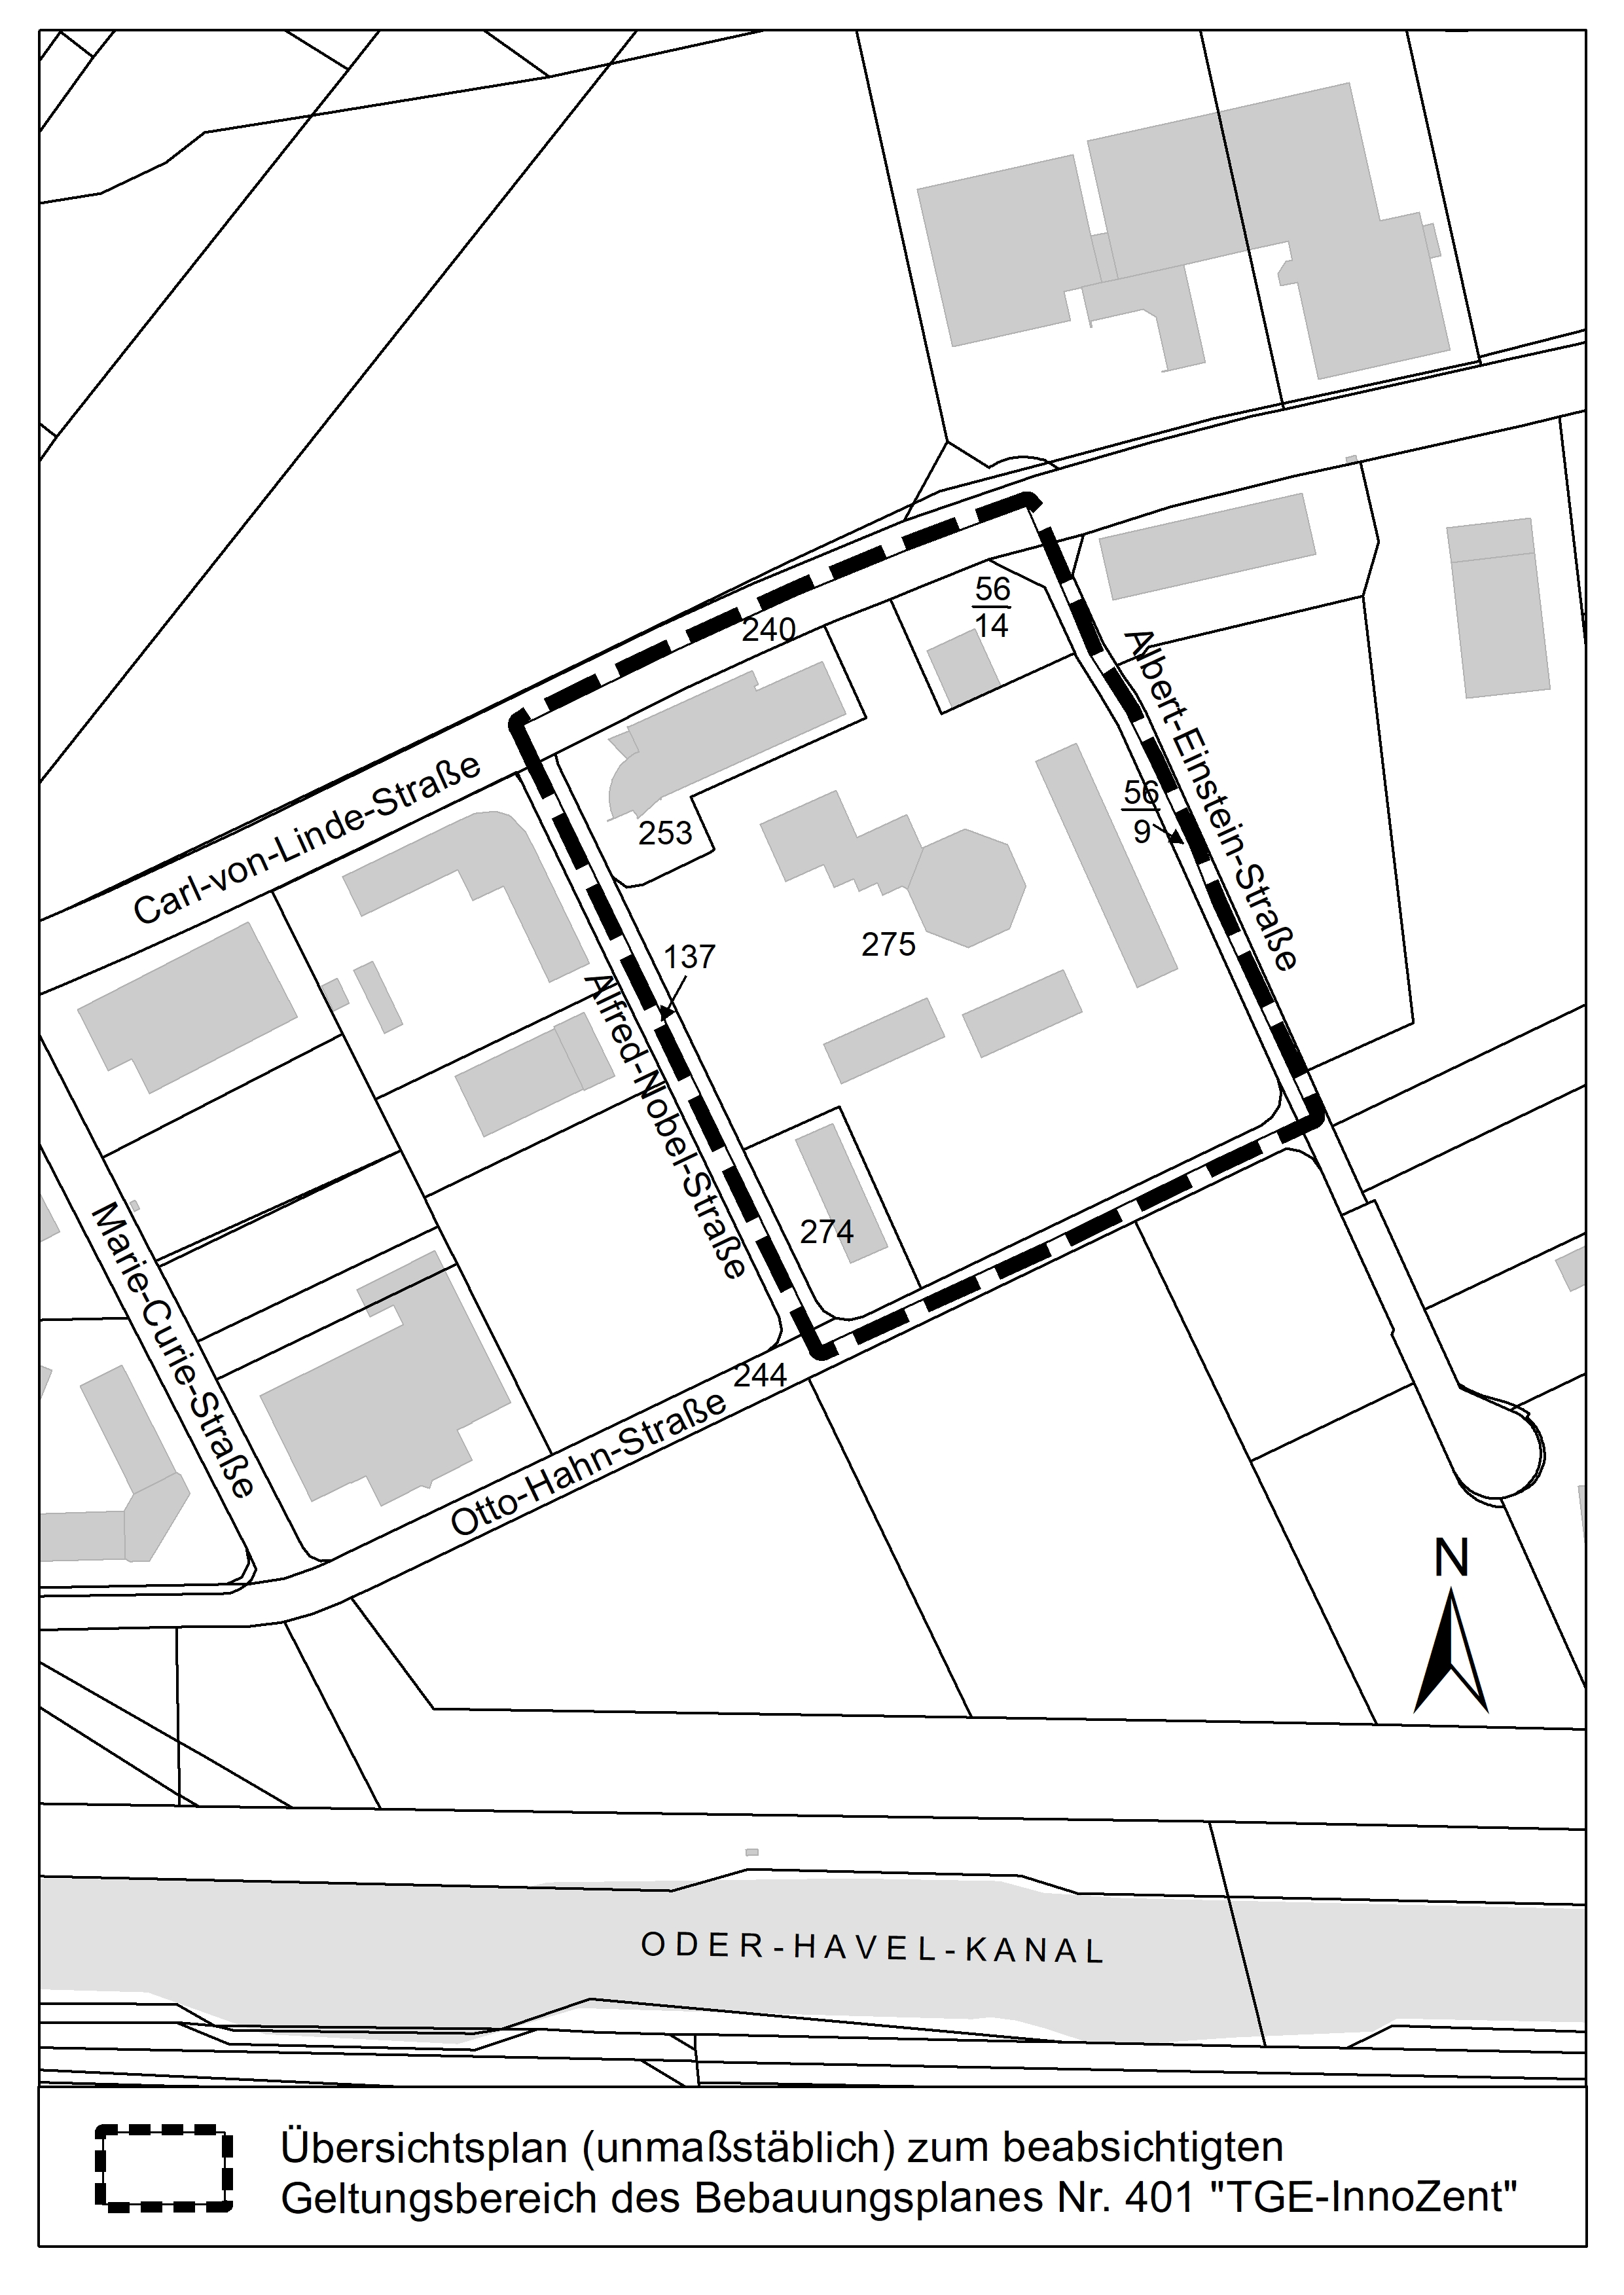 56
14
240
Albert-Einstein-Straße
Carl-von-Linde-Straße
56
9
253
275
137
Alfred-Nobel-Straße
Marie-Curie-Straße
274
244
Otto-Hahn-Straße
N
ODER-HAVEL-KANAL
Übersichtsplan (unmaßstäblich) zum beabsichtigten
Geltungsbereich des Bebauungsplanes Nr. 401 "TGE-InnoZent"